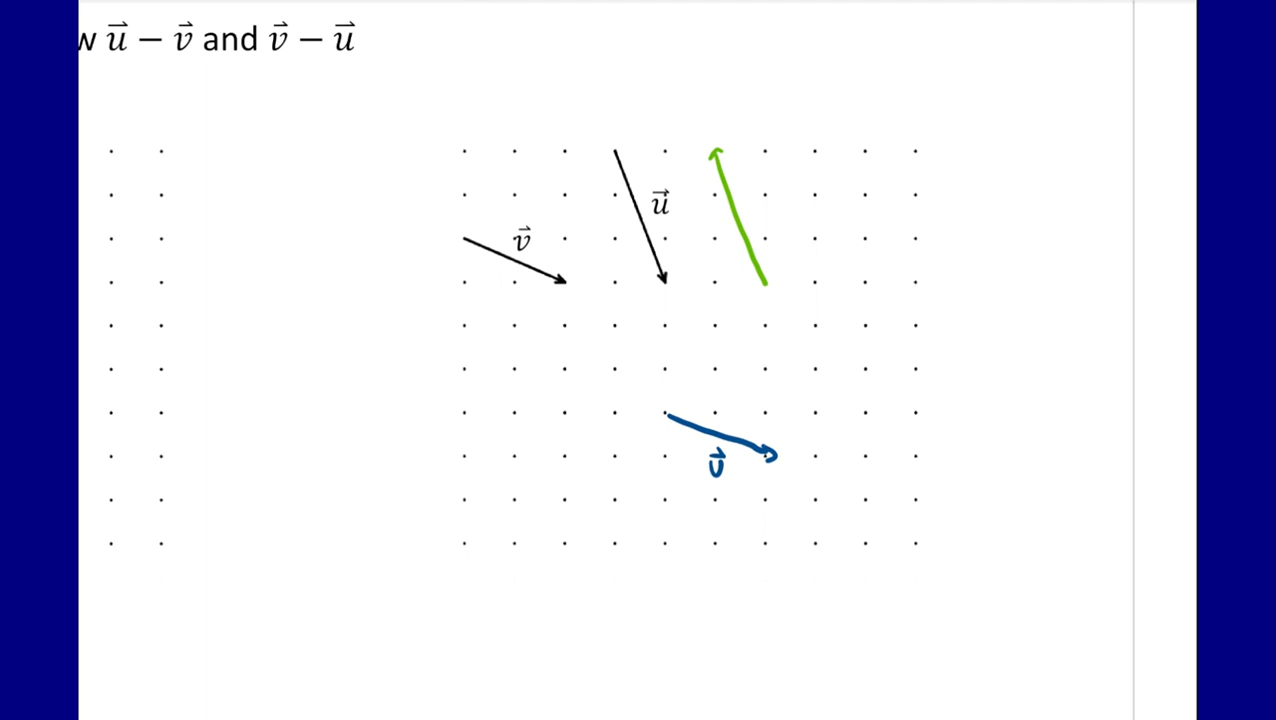 w u⃗ − v⃗ and v⃗ − u⃗
u⃗
v⃗
v⃗